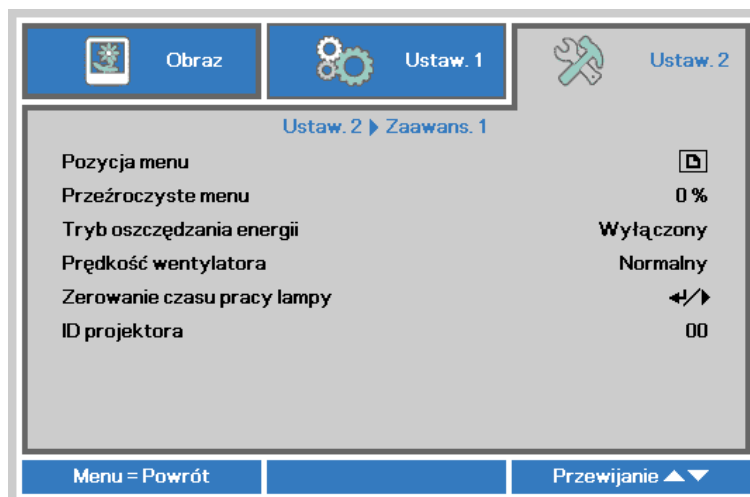 Obraz
Ustaw. 1
Ustaw. 2
Ustaw. 2 ▶ Zaawans. 1
Pozycja menu
Przeźroczyste menu 0 %
Tryb oszczędzania energii Wyłączony
Prędkość wentylatora Normalny
Zerowanie czasu pracy lampy ↵/▶
ID projektora 00
Menu = Powrót
Przewijanie ▲▼